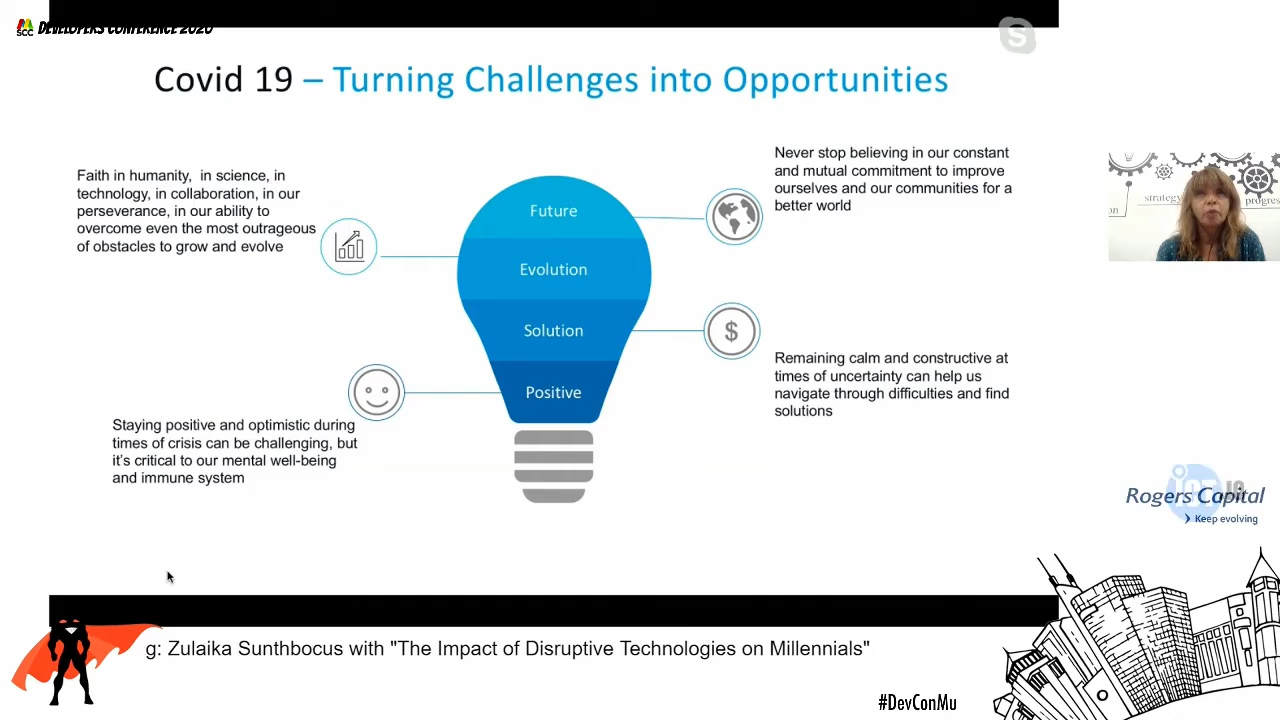 MSCC DEVELOPERS CONFERENCE 2020
Covid 19 – Turning Challenges into Opportunities
Faith in humanity, in science, in
technology, in collaboration, in our
perseverance, in our ability to
overcome even the most outrageous
of obstacles to grow and evolve
Never stop believing in our constant
and mutual commitment to improve
ourselves and our communities for a
better world
Future
Evolution
Solution
Positive
$
Remaining calm and constructive at
times of uncertainty can help us
navigate through difficulties and find
solutions
Staying positive and optimistic during
times of crisis can be challenging, but
it's critical to our mental well-being
and immune system
strategy
progres
on
Rogers Capital
Keep evolving
g: Zulaika Sunthbocus with "The Impact of Disruptive Technologies on Millennials"
#DevConMu